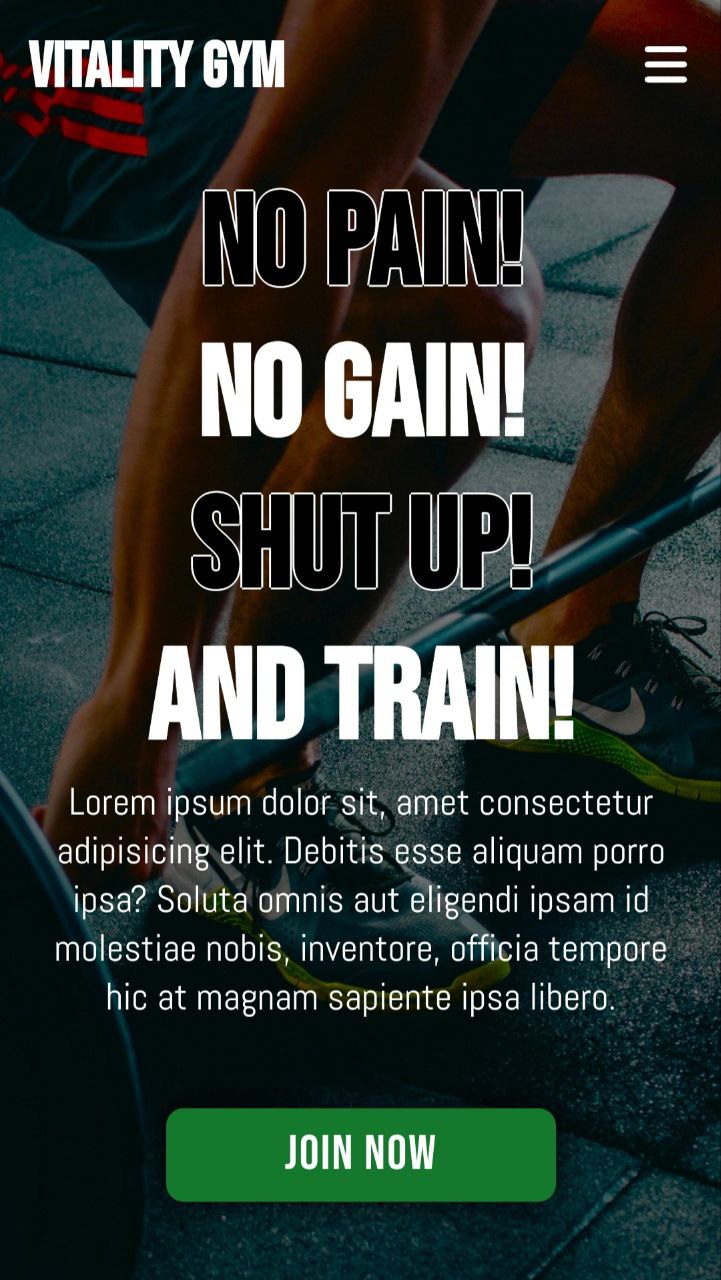 VITALITY GYM
NO PAIN!
NO GAIN!
SHUT UP!
AND TRAIN!
Lorem ipsum dolor sit, amet consectetur
adipisicing elit. Debitis esse aliquam porro
ipsa? Soluta omnis aut eligendi ipsam id
molestiae nobis, inventore, officia tempore
hic at magnam sapiente ipsa libero.
JOIN NOW